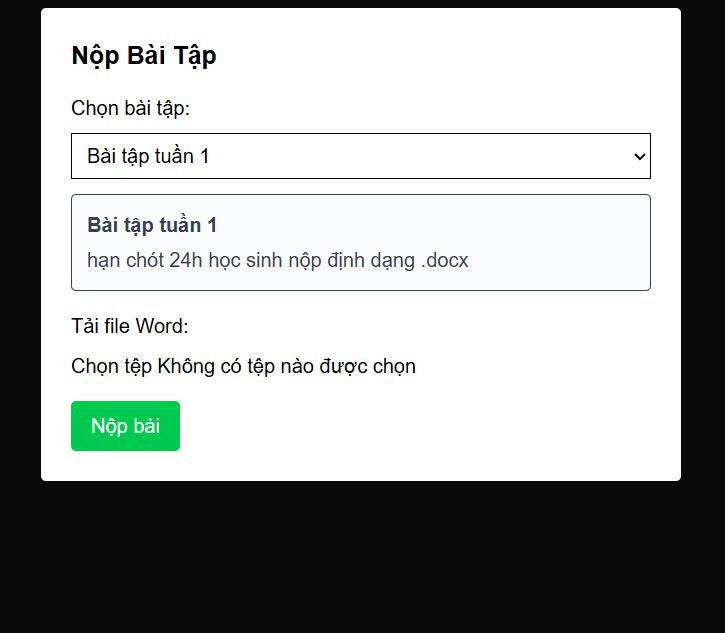 Nộp Bài Tập
Chọn bài tập:
Bài tập tuần 1
Bài tập tuần 1
hạn chót 24h học sinh nộp định dạng .docx
Tải file Word:
Chọn tệp Không có tệp nào được chọn
Nộp bài